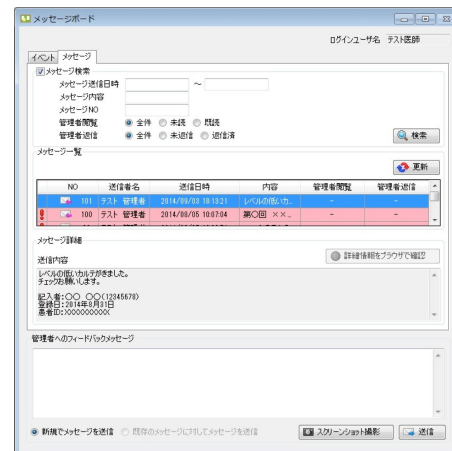 メッセージボード
ログインユーザ名 テスト医師
イベント メッセージ
メッセージ検索
メッセージ送信日時 ～
メッセージ内容
メッセージNO
管理者閲覧 全件 未読 既読
管理者返信 全件 未返信 返信済
検索
メッセージ一覧
更新
NO 送信者名 送信日時 内容 管理者閲覧 管理者返信
101 テスト 管理者 2014/09/03 18:13:21 レベルの低いカ... - -
100 テスト 管理者 2014/08/05 10:07:04 第○回 ××... - -
メッセージ詳細
送信内容
詳細情報をブラウザで確認
レベルの低いカルテがきました。
チェックお願いします。
記入者:○○ ○○(12345678)
登録日:2014年8月31日
患者ID:XXXXXXXXXX
管理者へのフィードバックメッセージ
新規でメッセージを送信 既存のメッセージに対してメッセージを送信
スクリーンショット撮影
送信